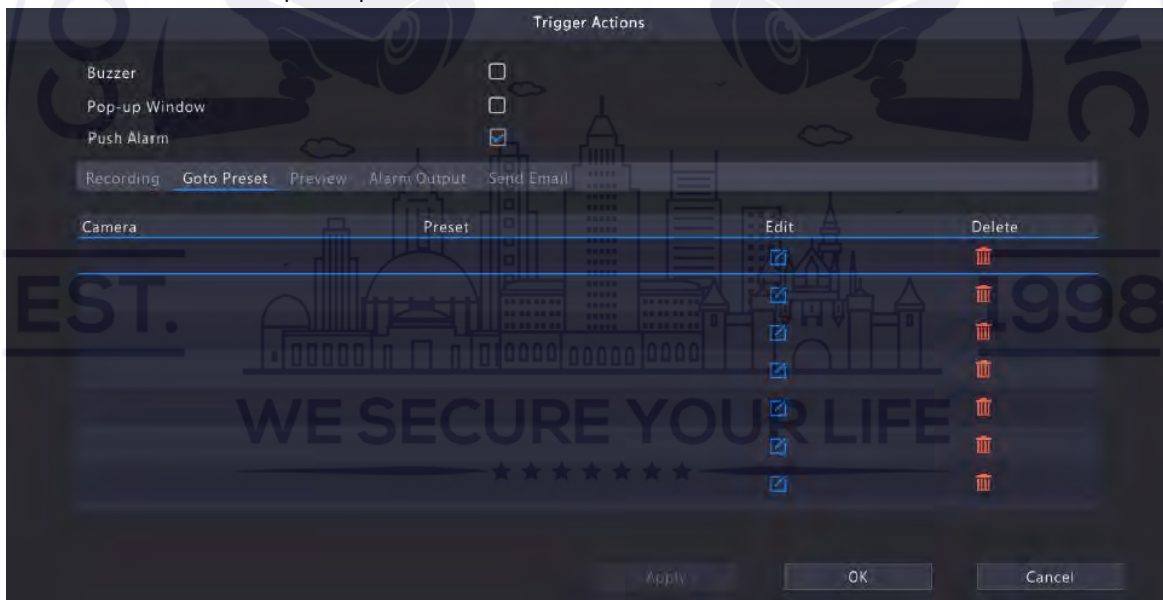 Trigger Actions
Buzzer
Pop-up Window
Push Alarm
Recording Goto Preset Preview Alarm Output Send Email
Camera Preset Edit Delete
EST. 1998
WE SECURE YOUR LIFE
Apply OK Cancel